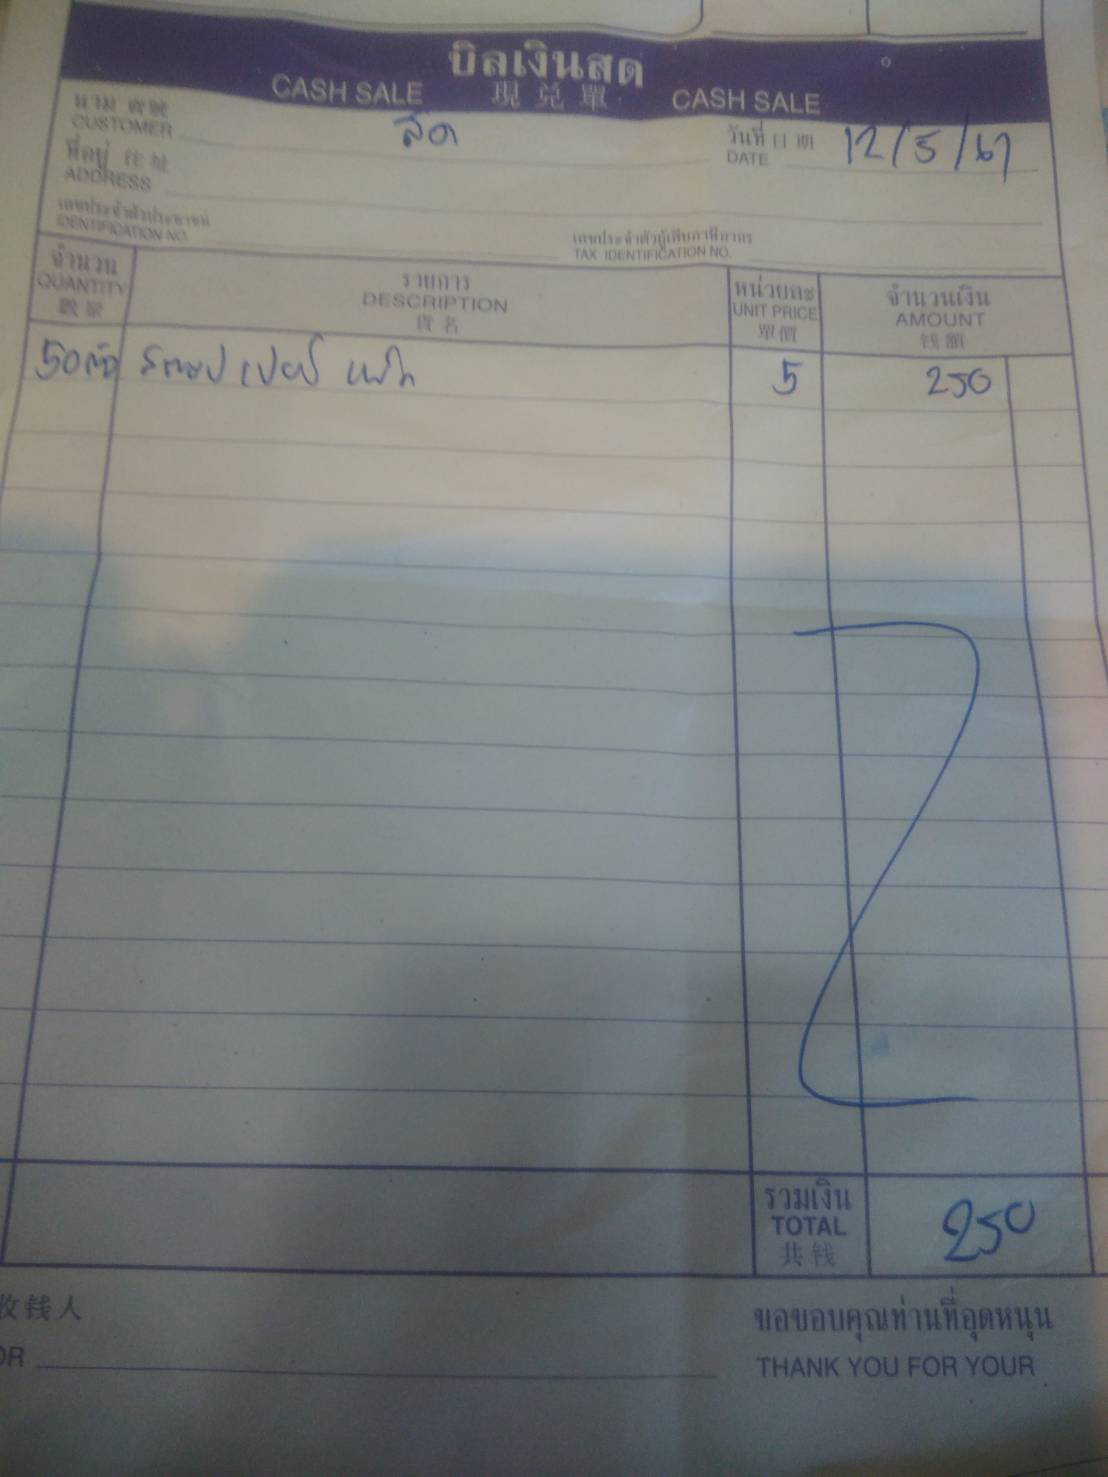 บิลเงินสด
CASH SALE 現兌單 CASH SALE
นาม 寶號
CUSTOMER สด วันที่ 日期
DATE 12/5/67
ที่อยู่ 住址
ADDRESS
เลขประจำตัวประชาชน
IDENTIFICATION NO.
เลขประจำตัวผู้เสียภาษีอากร
TAX IDENTIFICATION NO.
จำนวน รายการ หน่วยละ จำนวนเงิน
QUANTITY DESCRIPTION UNIT PRICE AMOUNT
數量 貨名 單價 钱額
50ตัว 5 250
รวมเงิน
TOTAL 250
共钱
收钱人
OR
ขอขอบคุณท่านที่อุดหนุน
THANK YOU FOR YOUR